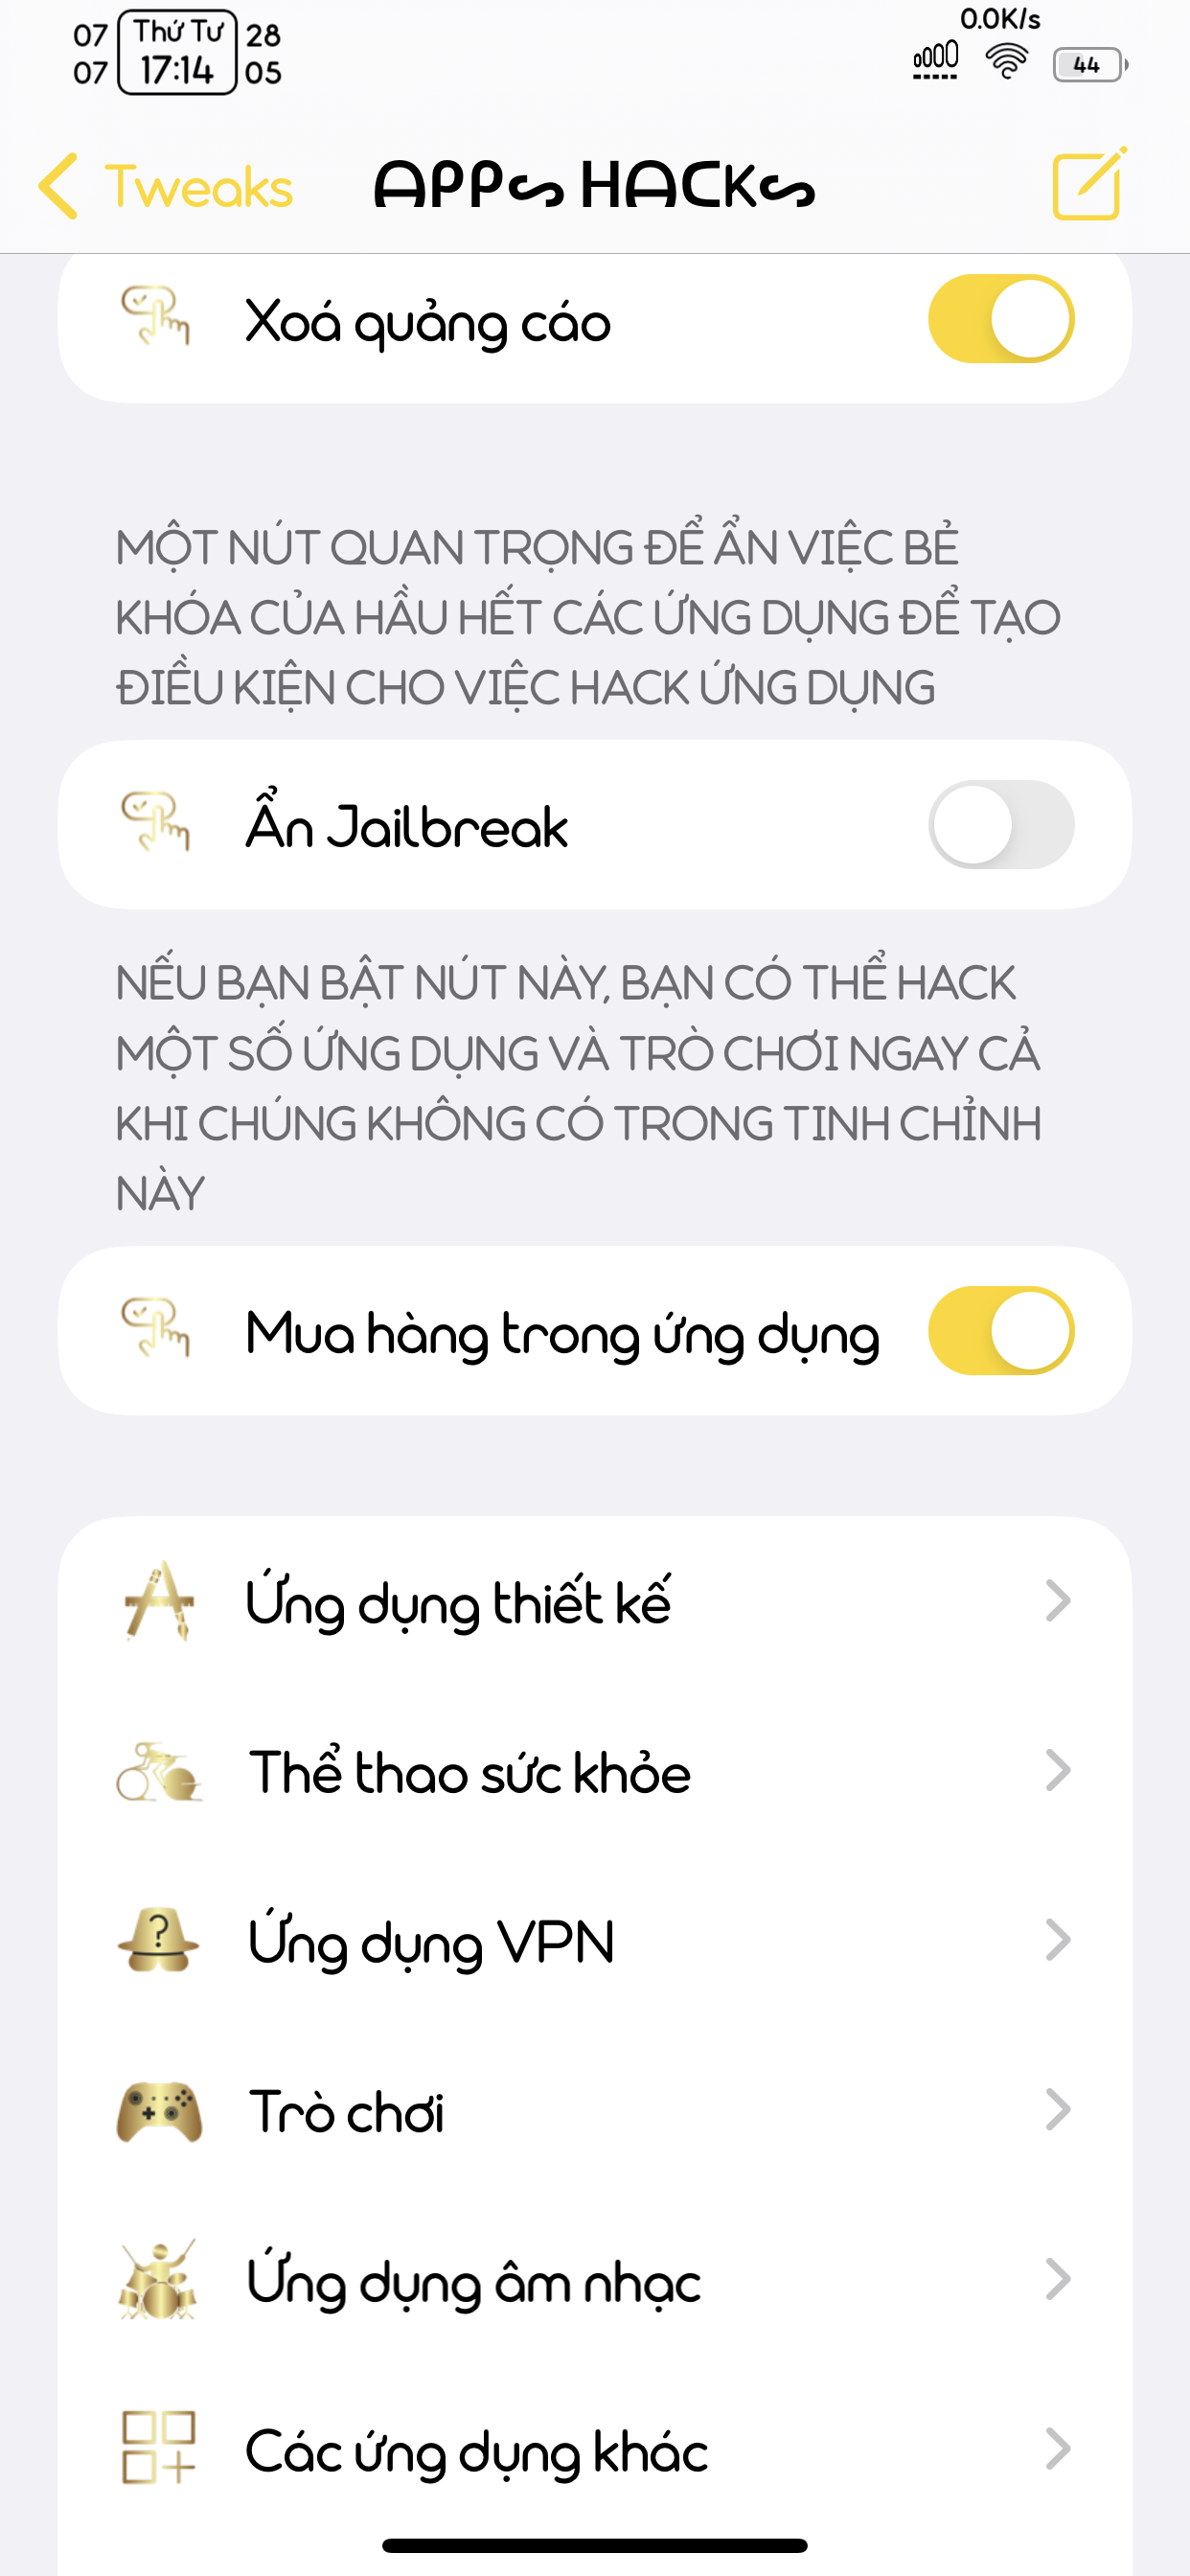 07 Thứ Tư 28
07 17:14 05
0.0K/s
44
Tweaks
APPs HACKs
Xoá quảng cáo
MỘT NÚT QUAN TRỌNG ĐỂ ẨN VIỆC BẺ
KHÓA CỦA HẦU HẾT CÁC ỨNG DỤNG ĐỂ TẠO
ĐIỀU KIỆN CHO VIỆC HACK ỨNG DỤNG
Ẩn Jailbreak
NẾU BẠN BẬT NÚT NÀY, BẠN CÓ THỂ HACK
MỘT SỐ ỨNG DỤNG VÀ TRÒ CHƠI NGAY CẢ
KHI CHÚNG KHÔNG CÓ TRONG TINH CHỈNH
NÀY
Mua hàng trong ứng dụng
Ứng dụng thiết kế
Thể thao sức khỏe
Ứng dụng VPN
Trò chơi
Ứng dụng âm nhạc
Các ứng dụng khác